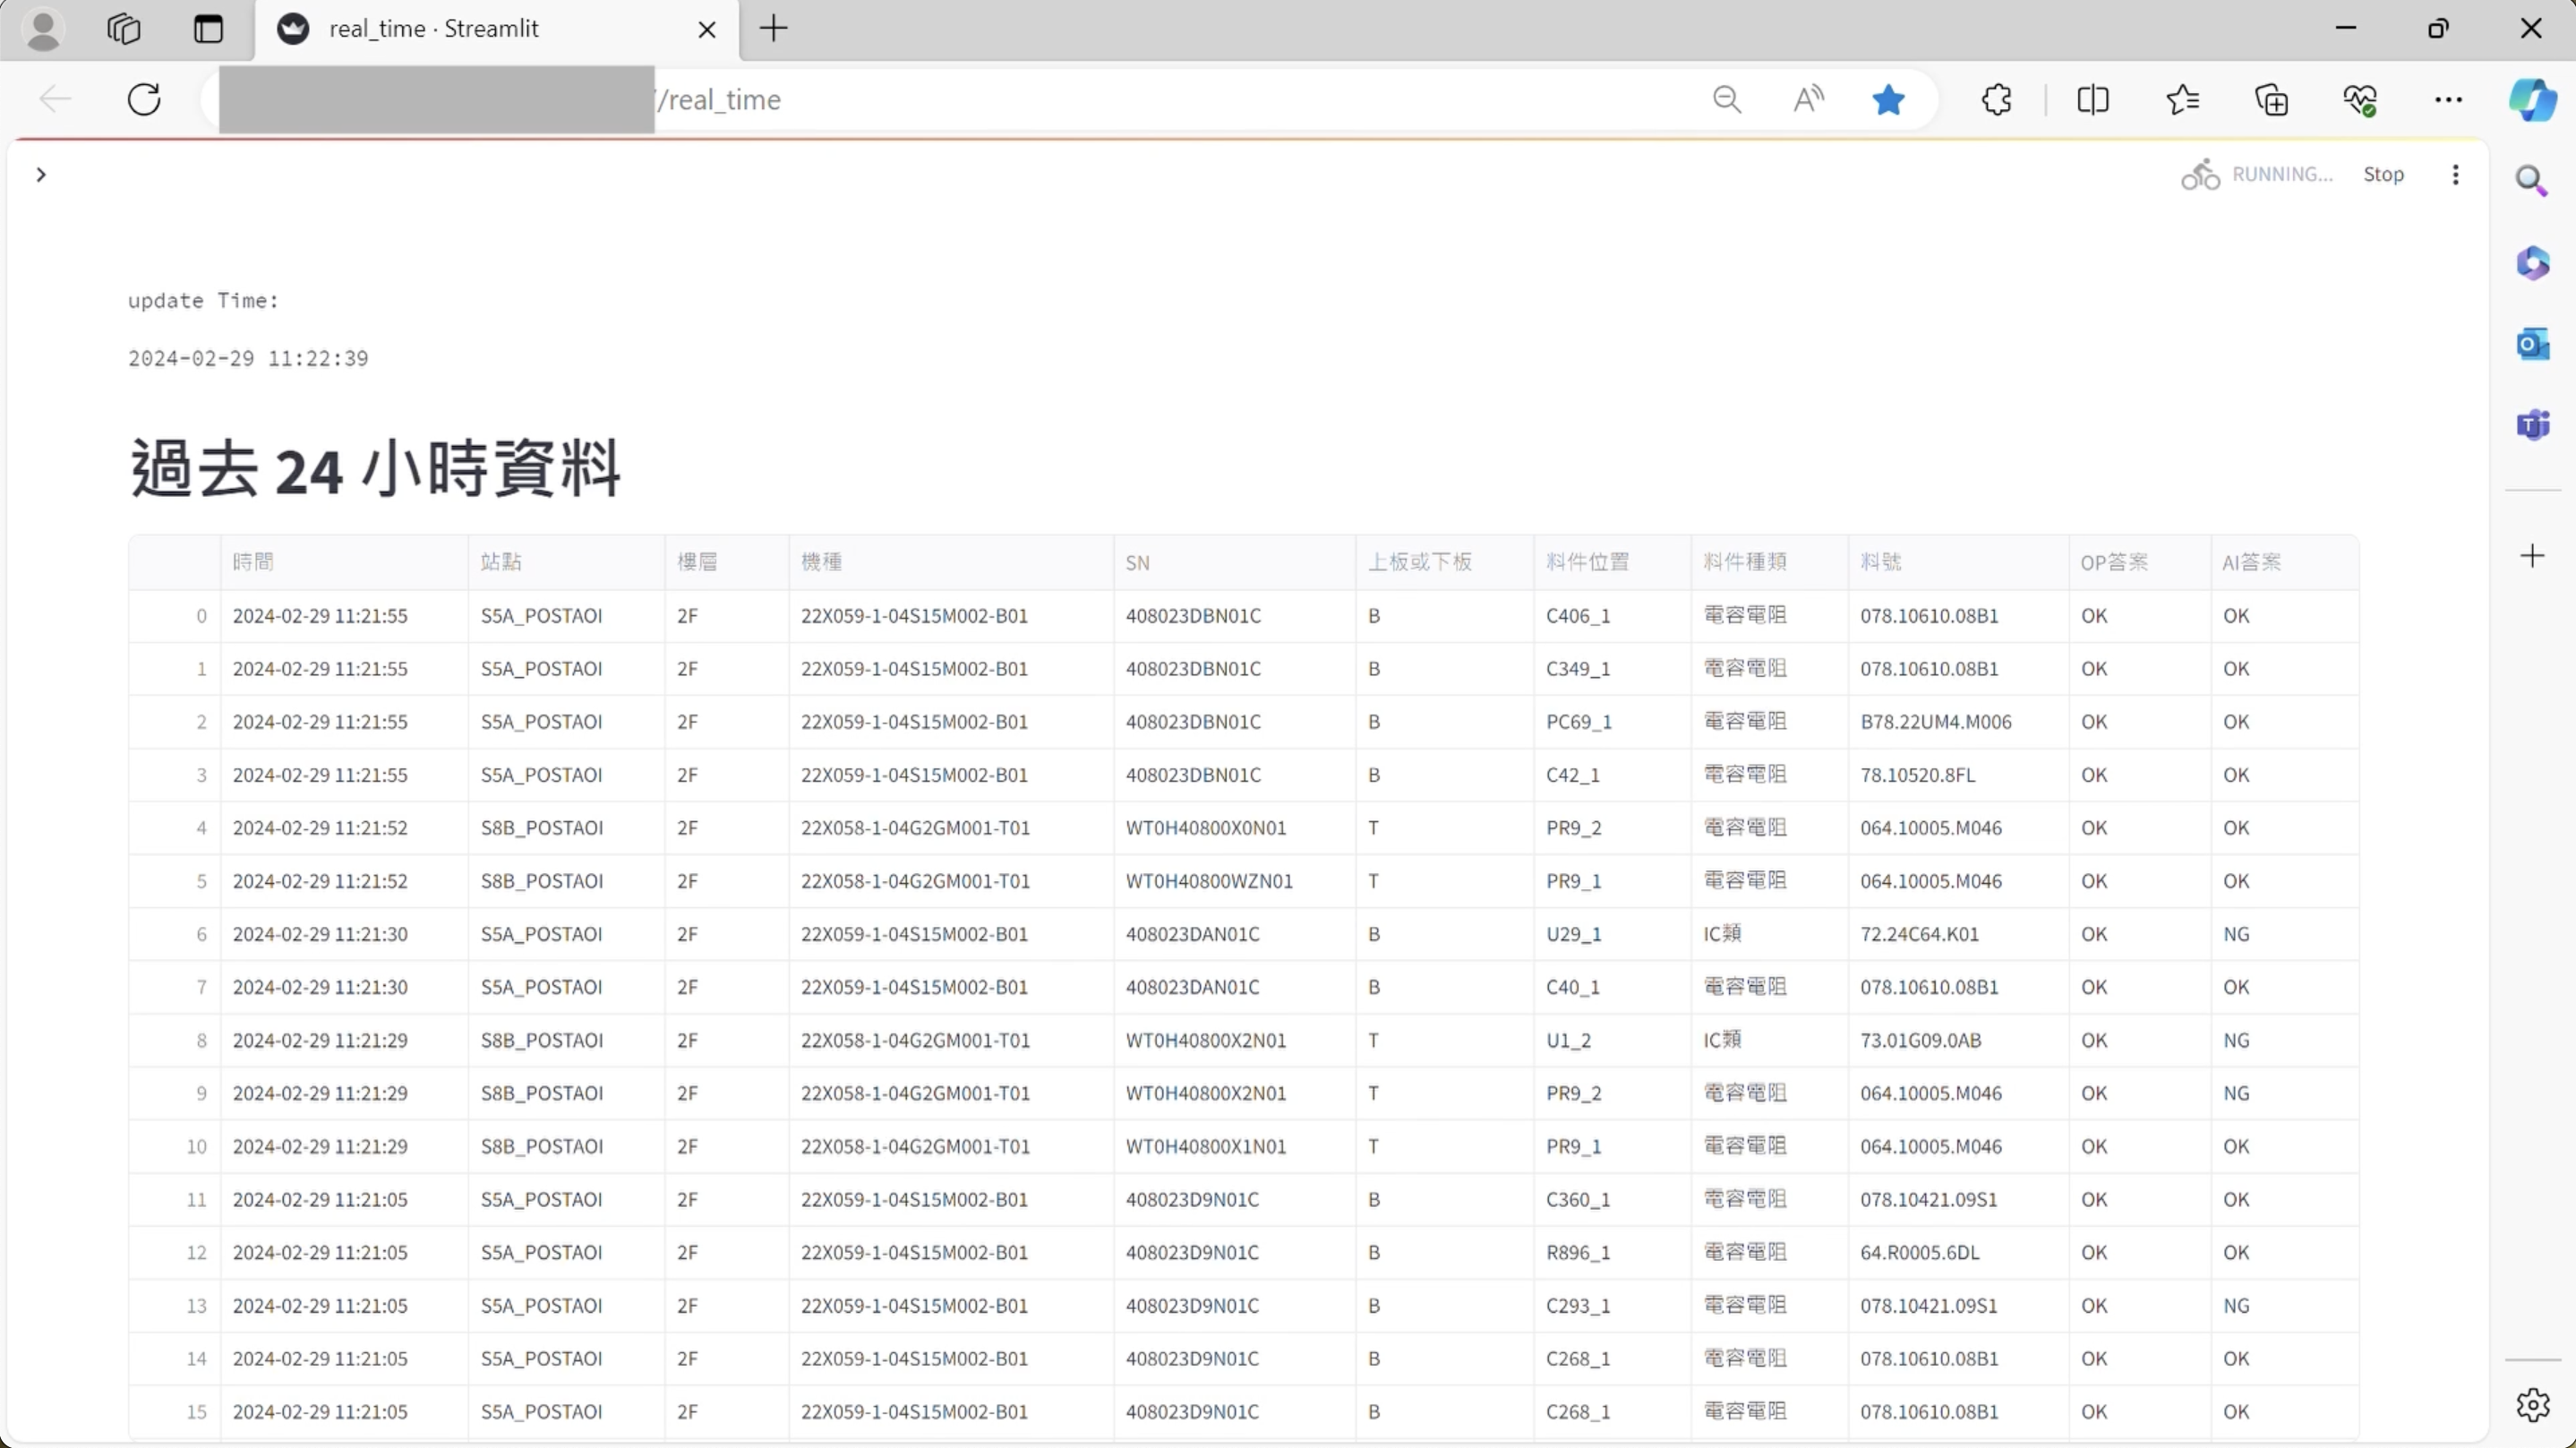 real_time · Streamlit
/real_time
RUNNING... Stop
update Time:
2024-02-29 11:22:39
過去 24 小時資料
時間 站點 樓層 機種 SN 上板或下板 料件位置 料件種類 料號 OP答案 AI答案
0 2024-02-29 11:21:55 S5A_POSTAOI 2F 22X059-1-04S15M002-B01 408023DBN01C B C406_1 電容電阻 078.10610.08B1 OK OK
1 2024-02-29 11:21:55 S5A_POSTAOI 2F 22X059-1-04S15M002-B01 408023DBN01C B C349_1 電容電阻 078.10610.08B1 OK OK
2 2024-02-29 11:21:55 S5A_POSTAOI 2F 22X059-1-04S15M002-B01 408023DBN01C B PC69_1 電容電阻 B78.22UM4.M006 OK OK
3 2024-02-29 11:21:55 S5A_POSTAOI 2F 22X059-1-04S15M002-B01 408023DBN01C B C42_1 電容電阻 78.10520.8FL OK OK
4 2024-02-29 11:21:52 S8B_POSTAOI 2F 22X058-1-04G2GM001-T01 WT0H40800X0N01 T PR9_2 電容電阻 064.10005.M046 OK OK
5 2024-02-29 11:21:52 S8B_POSTAOI 2F 22X058-1-04G2GM001-T01 WT0H40800WZN01 T PR9_1 電容電阻 064.10005.M046 OK OK
6 2024-02-29 11:21:30 S5A_POSTAOI 2F 22X059-1-04S15M002-B01 408023DAN01C B U29_1 IC類 72.24C64.K01 OK NG
7 2024-02-29 11:21:30 S5A_POSTAOI 2F 22X059-1-04S15M002-B01 408023DAN01C B C40_1 電容電阻 078.10610.08B1 OK OK
8 2024-02-29 11:21:29 S8B_POSTAOI 2F 22X058-1-04G2GM001-T01 WT0H40800X2N01 T U1_2 IC類 73.01G09.0AB OK NG
9 2024-02-29 11:21:29 S8B_POSTAOI 2F 22X058-1-04G2GM001-T01 WT0H40800X2N01 T PR9_2 電容電阻 064.10005.M046 OK NG
10 2024-02-29 11:21:29 S8B_POSTAOI 2F 22X058-1-04G2GM001-T01 WT0H40800X1N01 T PR9_1 電容電阻 064.10005.M046 OK OK
11 2024-02-29 11:21:05 S5A_POSTAOI 2F 22X059-1-04S15M002-B01 408023D9N01C B C360_1 電容電阻 078.10421.09S1 OK OK
12 2024-02-29 11:21:05 S5A_POSTAOI 2F 22X059-1-04S15M002-B01 408023D9N01C B R896_1 電容電阻 64.R0005.6DL OK OK
13 2024-02-29 11:21:05 S5A_POSTAOI 2F 22X059-1-04S15M002-B01 408023D9N01C B C293_1 電容電阻 078.10421.09S1 OK NG
14 2024-02-29 11:21:05 S5A_POSTAOI 2F 22X059-1-04S15M002-B01 408023D9N01C B C268_1 電容電阻 078.10610.08B1 OK OK
15 2024-02-29 11:21:05 S5A_POSTAOI 2F 22X059-1-04S15M002-B01 408023D9N01C B C268_1 電容電阻 078.10610.08B1 OK OK